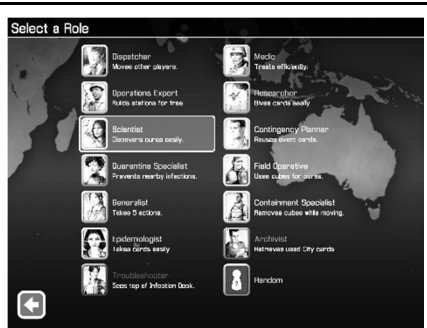 Select a Role
Dispatcher
Moves other players.
Operations Expert
Builds stations for free
Scientist
Discovers cures easily.
Quarantine Specialist
Prevents nearby infections.
Generalist
Takes 5 actions.
Epidemiologist
Takes cards easily
Troubleshooter
Sees top of Infection Deck.
Medic
Treats efficiently.
Researcher
Gives cards easily
Contingency Planner
Reuses event cards.
Field Operative
Uses cubes for cures.
Containment Specialist
Removes cubes while moving.
Archivist
Retrieves used City cards
Random